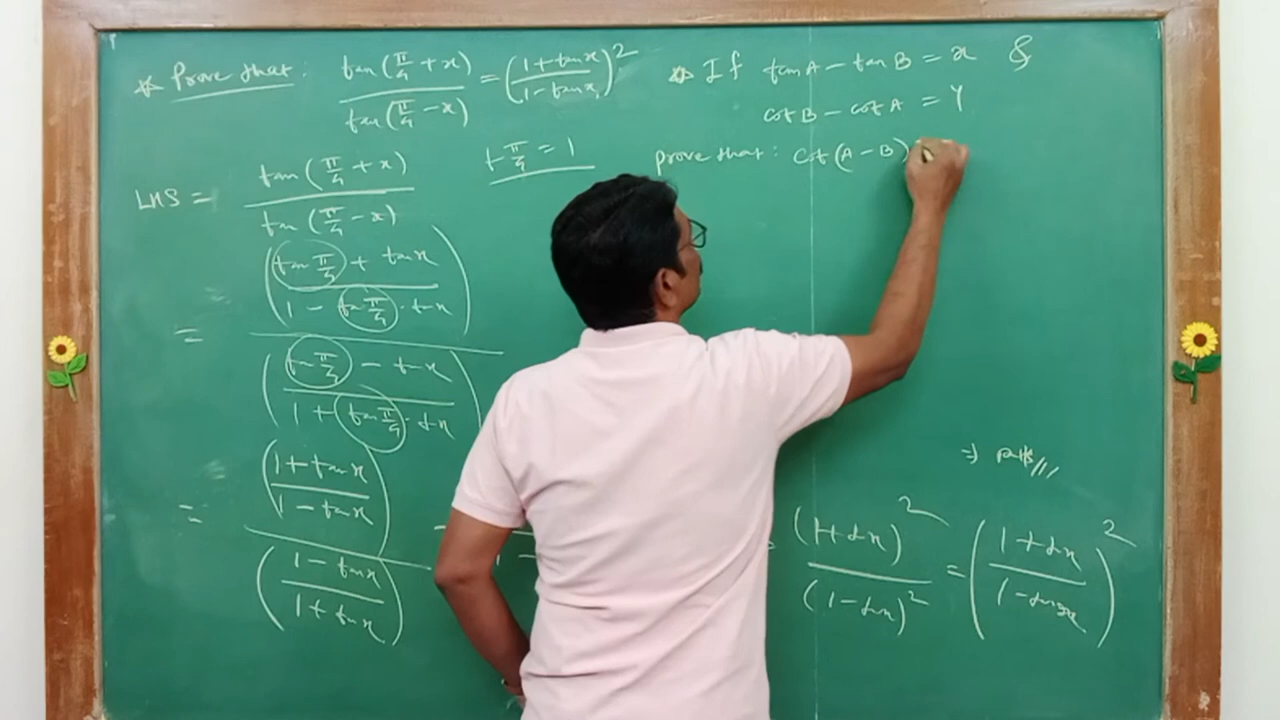 * Prove that: tan(π/4 + x) / tan(π/4 - x) = ((1 + tan x) / (1 - tan x))²
LHS = tan(π/4 + x) / tan(π/4 - x)
t π/4 = 1
= ((tan π/4 + tan x) / (1 - tan π/4 · tan x)) / ((tan π/4 - tan x) / (1 + tan π/4 · tan x))
= ((1 + tan x) / (1 - tan x)) / ((1 - tan x) / (1 + tan x))
(1 + tan x)² / (1 - tan x)² = ((1 + tan x) / (1 - tan x))²
⇒ RHS
* If tan A - tan B = x &
cot B - cot A = y
prove that: cot(A - B)